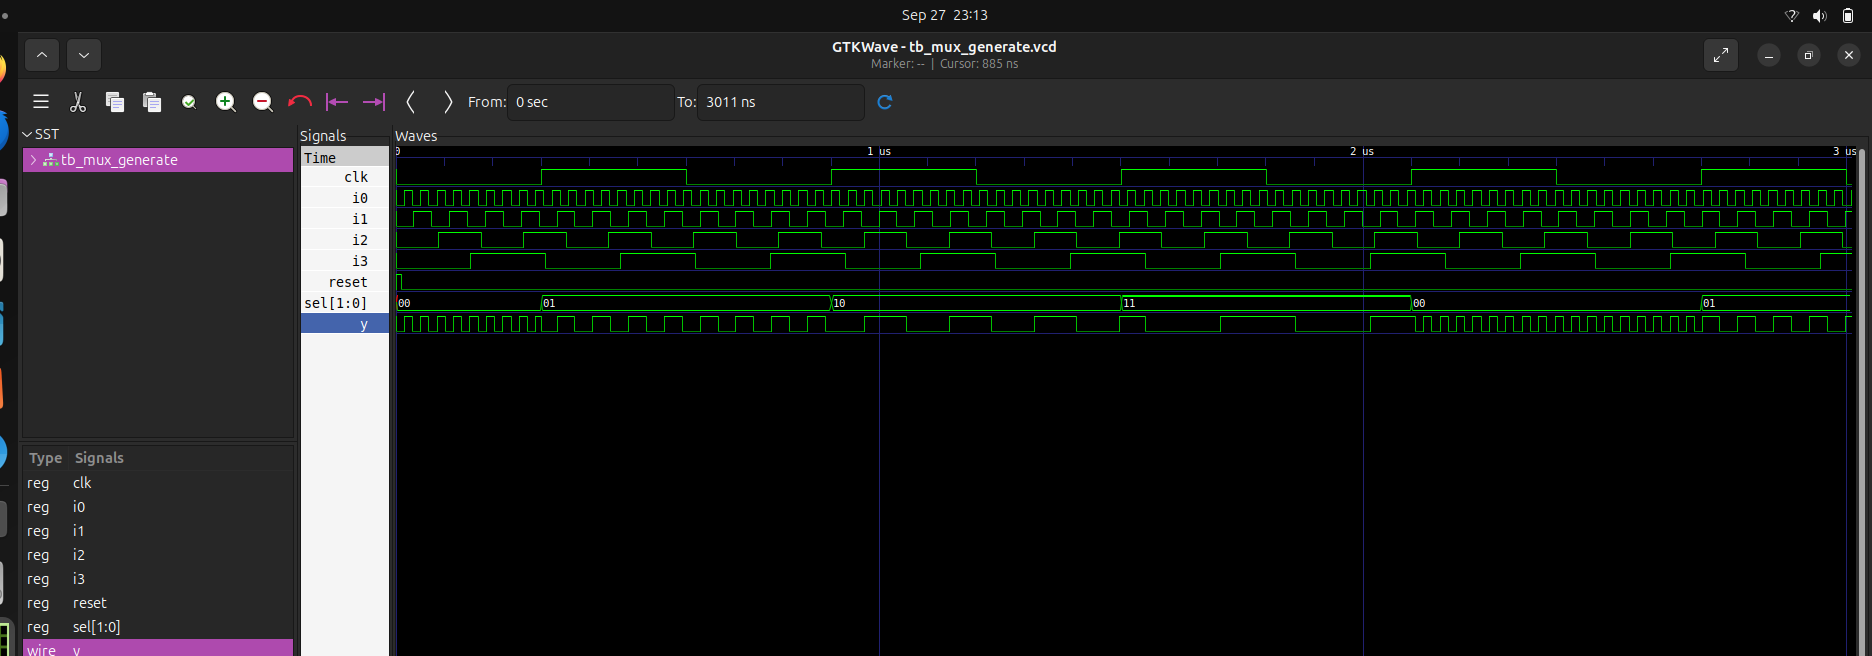 Sep 27 23:13
GTKWave - tb_mux_generate.vcd
Marker: -- | Cursor: 885 ns
From: 0 sec To: 3011 ns
SST
tb_mux_generate
Type Signals
reg clk
reg i0
reg i1
reg i2
reg i3
reg reset
reg sel[1:0]
wire y
Signals
Time
clk
i0
i1
i2
i3
reset
sel[1:0]
y
Waves
0 1 us 2 us 3 us
00 01 10 11 00 01